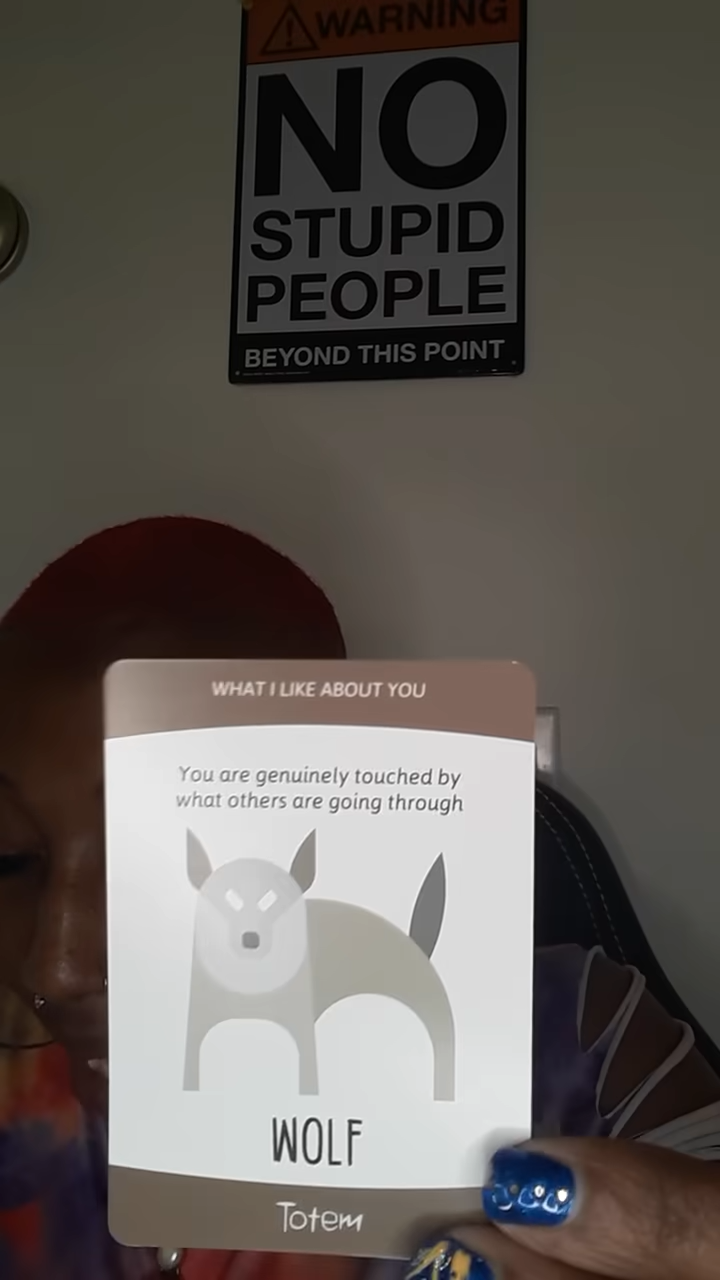 WARNING
NO
STUPID
PEOPLE
BEYOND THIS POINT
WHAT I LIKE ABOUT YOU
You are genuinely touched by
what others are going through
WOLF
Totem